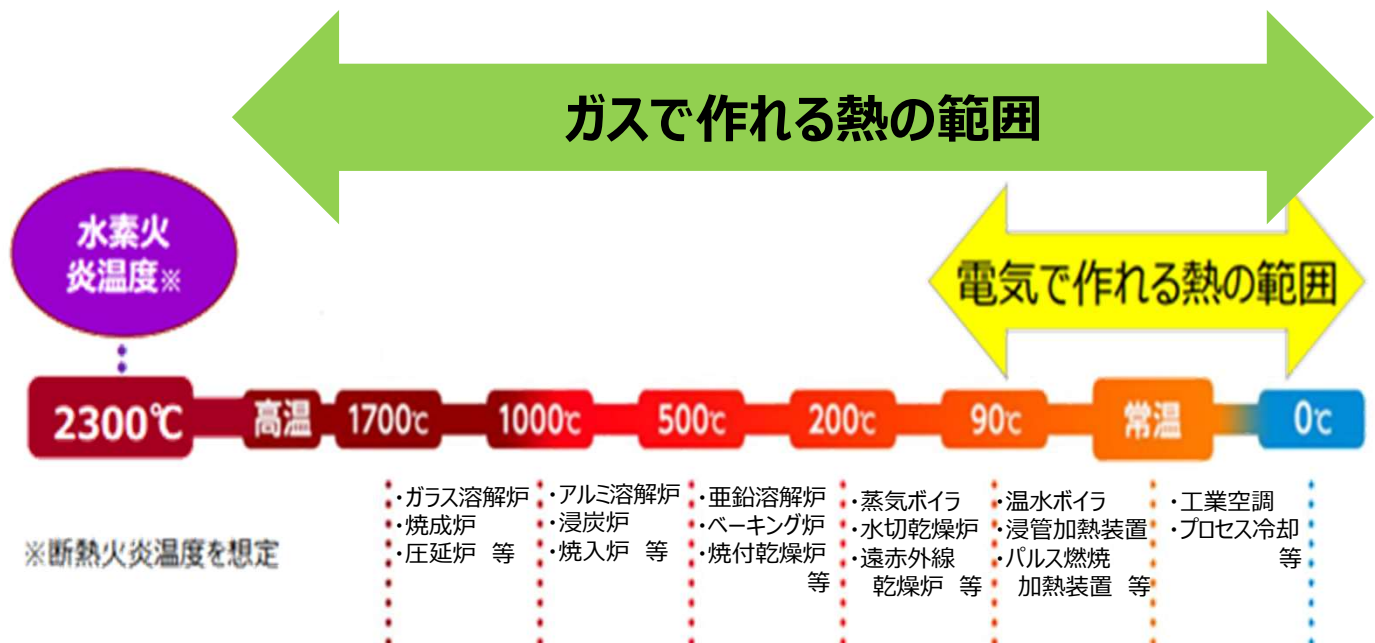 ガスで作れる熱の範囲
水素火
炎温度※
電気で作れる熱の範囲
2300℃
高温
1700℃
1000℃
500℃
200℃
90℃
常温
0℃
・ガラス溶解炉
・焼成炉
・圧延炉 等
・アルミ溶解炉
・浸炭炉
・焼入炉 等
・亜鉛溶解炉
・ベーキング炉
・焼付乾燥炉
等
・蒸気ボイラ
・水切乾燥炉
・遠赤外線
乾燥炉 等
・温水ボイラ
・浸管加熱装置
・パルス燃焼
加熱装置 等
・工業空調
・プロセス冷却
等
※断熱火炎温度を想定